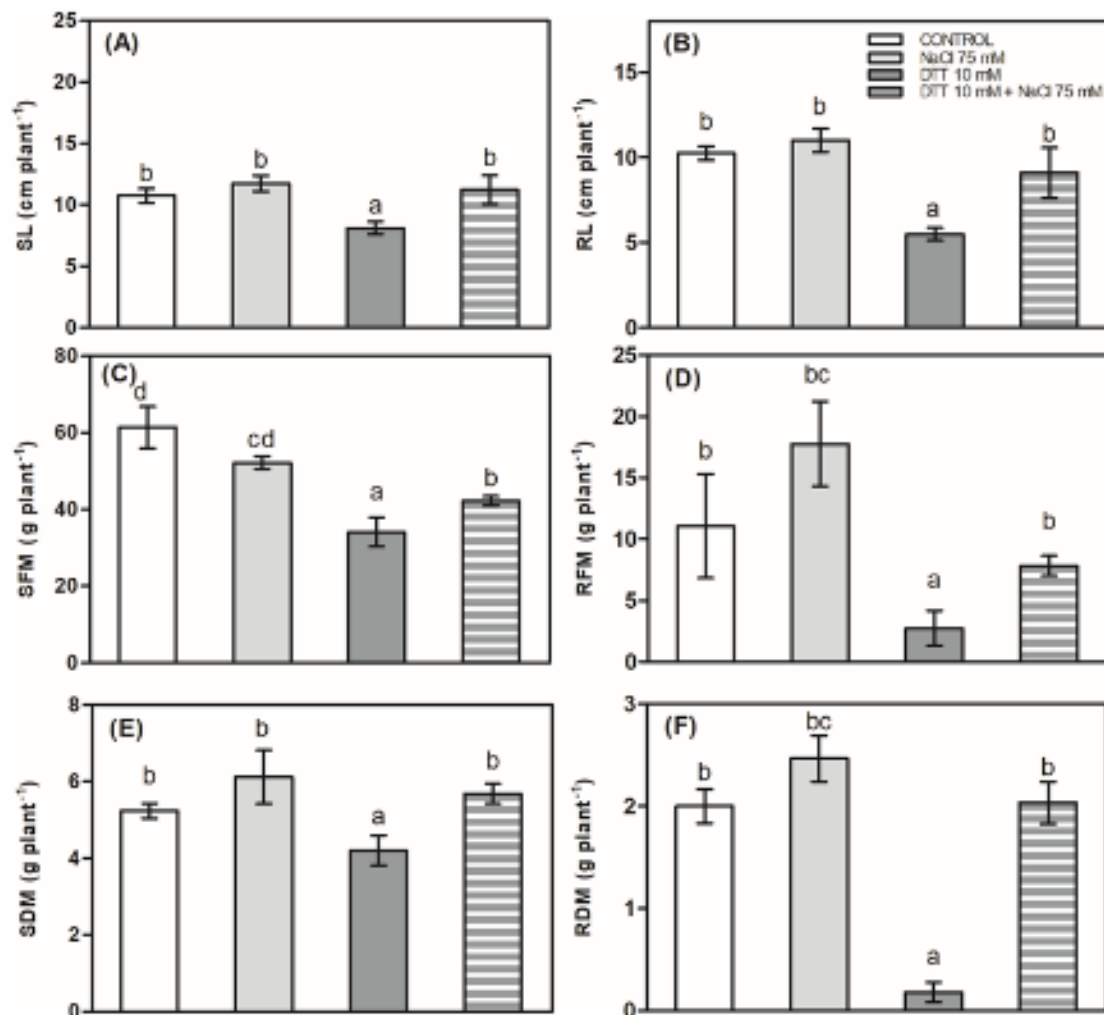 (A)
SL (cm plant⁻¹)
25
20
15
10
5
0
b
b
a
b
(B)
RL (cm plant⁻¹)
15
10
5
0
CONTROL
NaCl 75 mM
DTT 10 mM
DTT 10 mM + NaCl 75 mM
b
b
a
b
(C)
SFM (g plant⁻¹)
80
60
40
20
0
d
cd
a
b
(D)
RFM (g plant⁻¹)
25
20
15
10
5
0
b
bc
a
b
(E)
SDM (g plant⁻¹)
8
6
4
2
0
b
b
a
b
(F)
RDM (g plant⁻¹)
3
2
1
0
b
bc
a
b